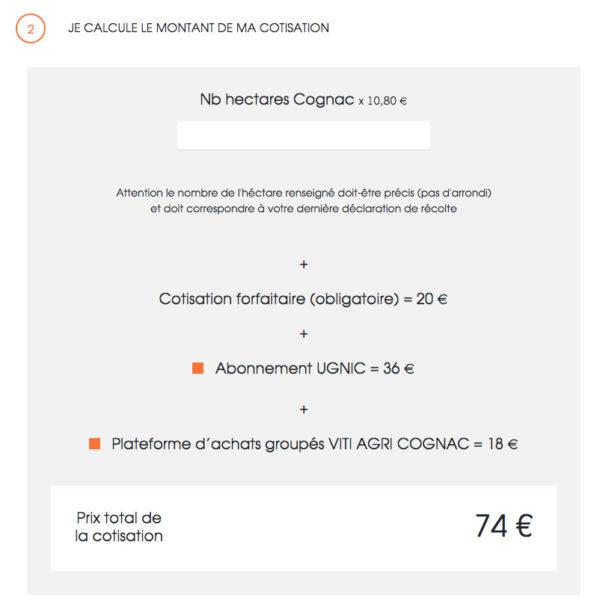 2
JE CALCULE LE MONTANT DE MA COTISATION
Nb hectares Cognac x 10,80 €
Attention le nombre de l'héctare renseigné doit-être précis (pas d'arrondi)
et doit correspondre à votre dernière déclaration de récolte
+
Cotisation forfaitaire (obligatoire) = 20 €
+
Abonnement UGNIC = 36 €
+
Plateforme d'achats groupés VITI AGRI COGNAC = 18 €
Prix total de
la cotisation
74 €